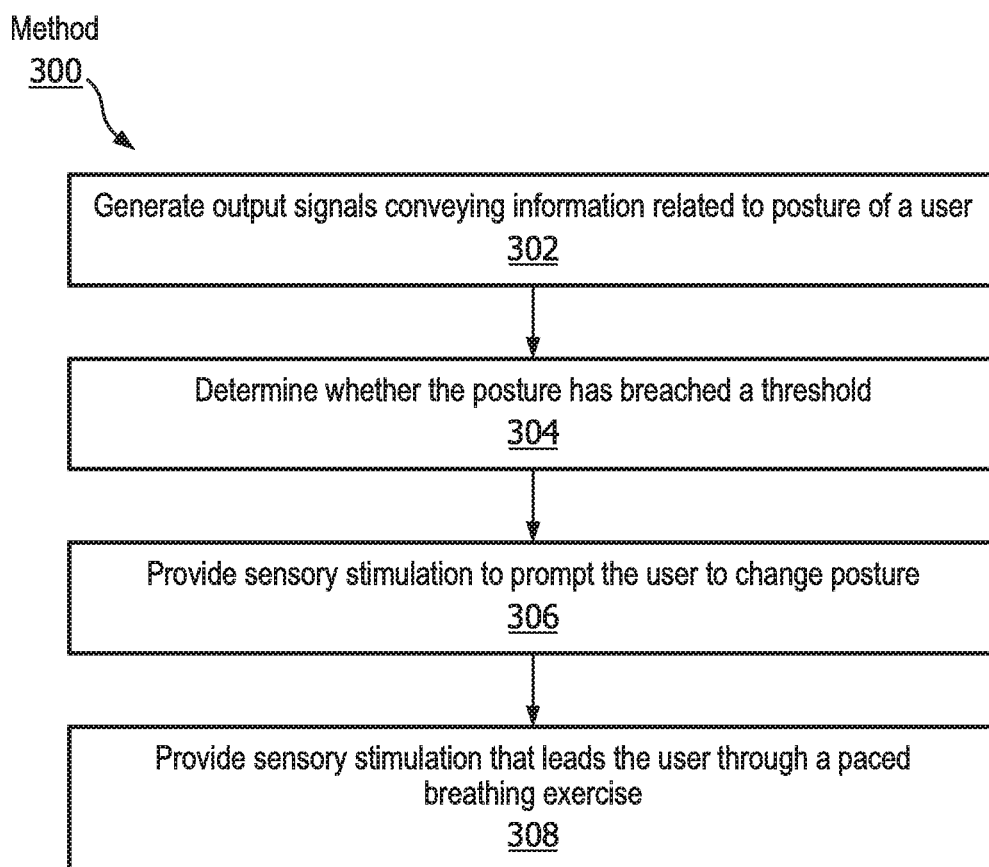 Method
300
Generate output signals conveying information related to posture of a user
302
Determine whether the posture has breached a threshold
304
Provide sensory stimulation to prompt the user to change posture
306
Provide sensory stimulation that leads the user through a paced
breathing exercise
308